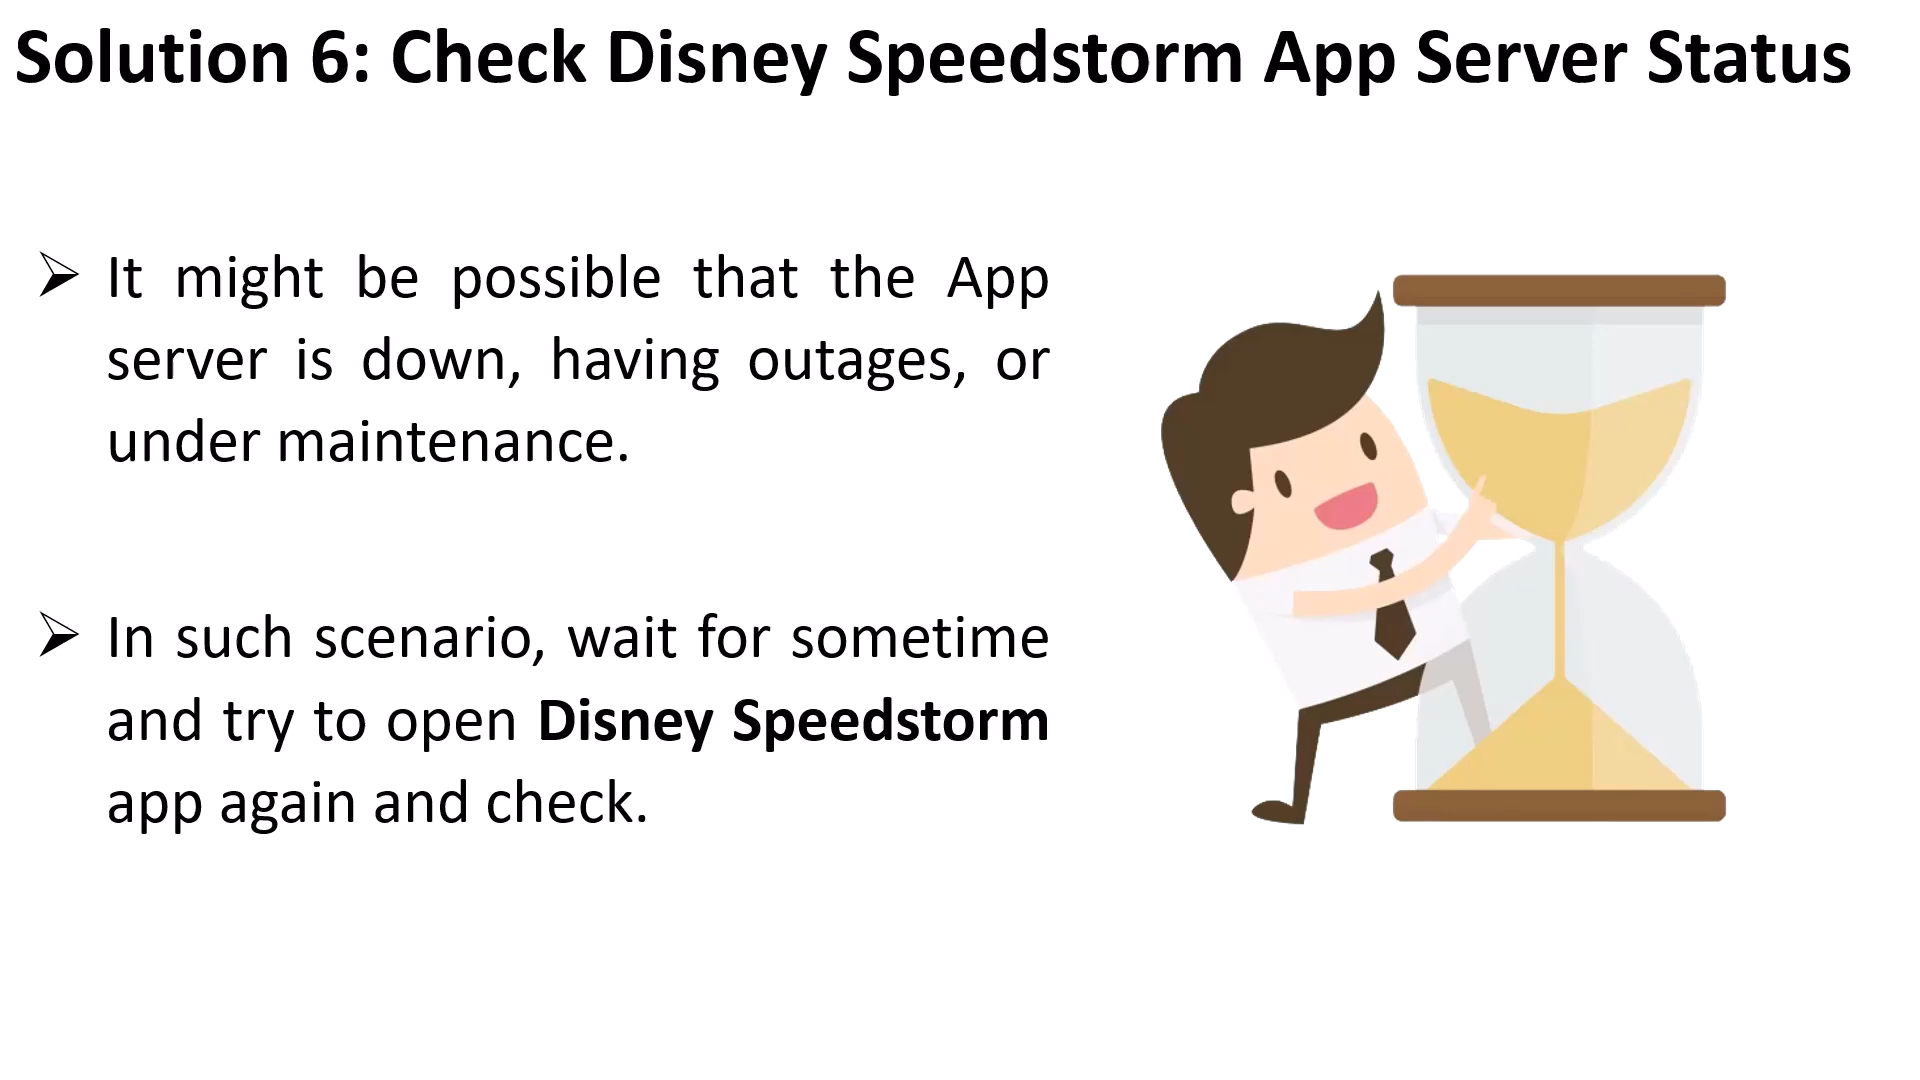 Solution 6: Check Disney Speedstorm App Server Status
➢ It might be possible that the App
server is down, having outages, or
under maintenance.
➢ In such scenario, wait for sometime
and try to open Disney Speedstorm
app again and check.